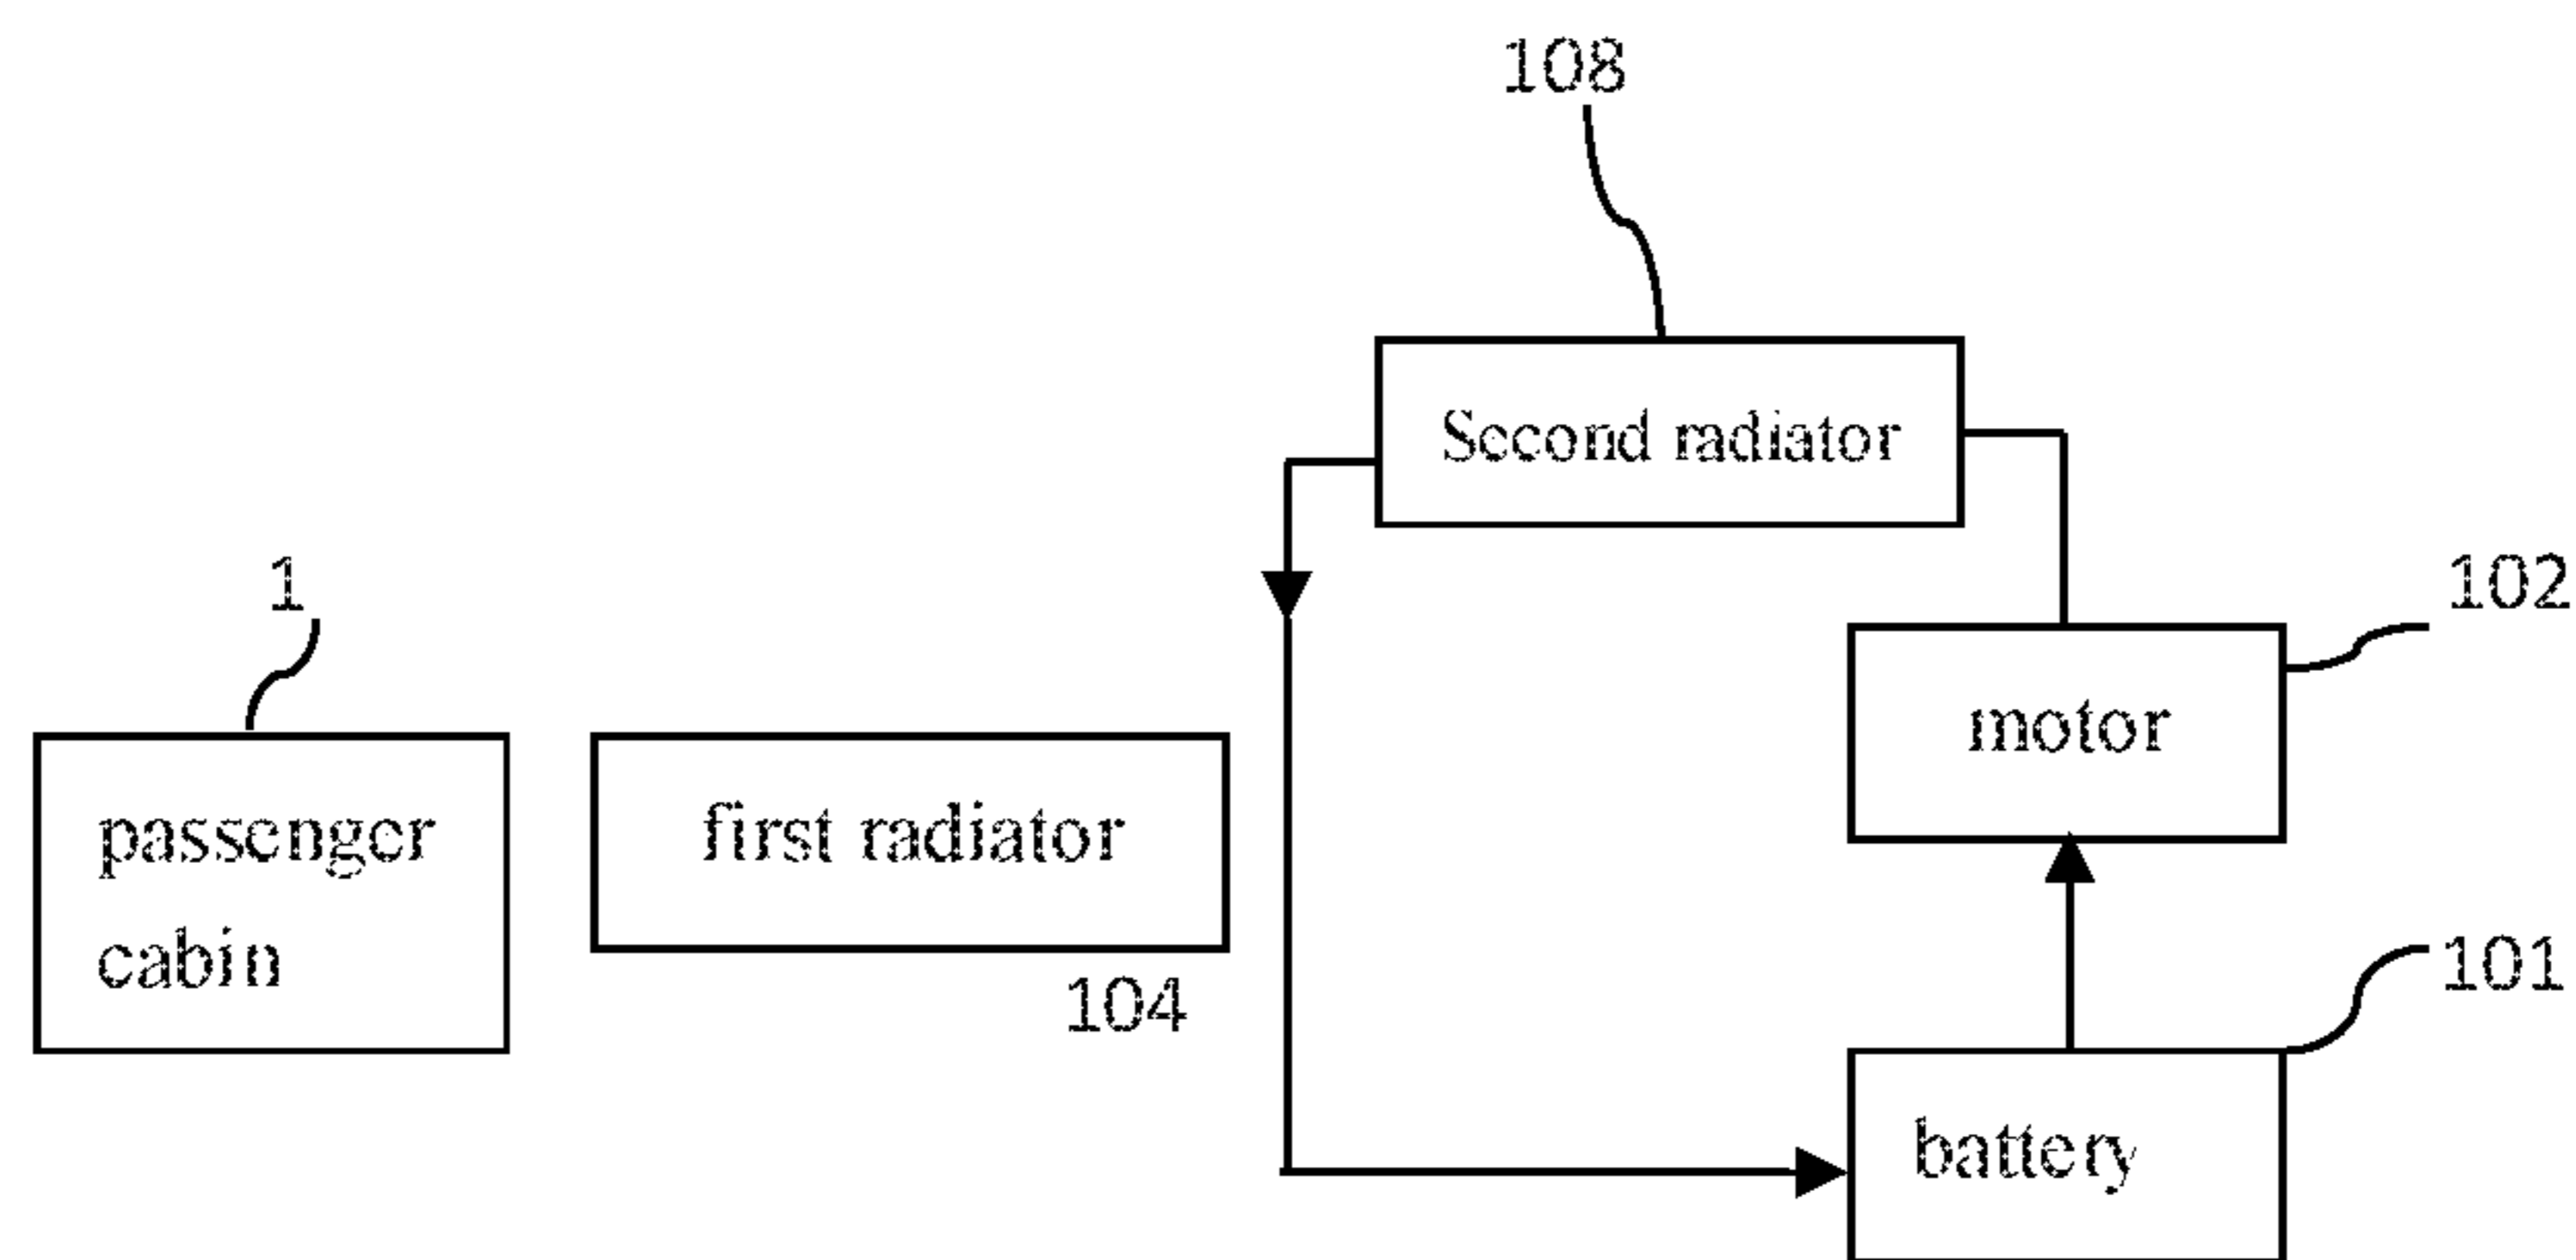 108
Second radiator
1
102
motor
passenger
cabin
first radiator
104
101
battery